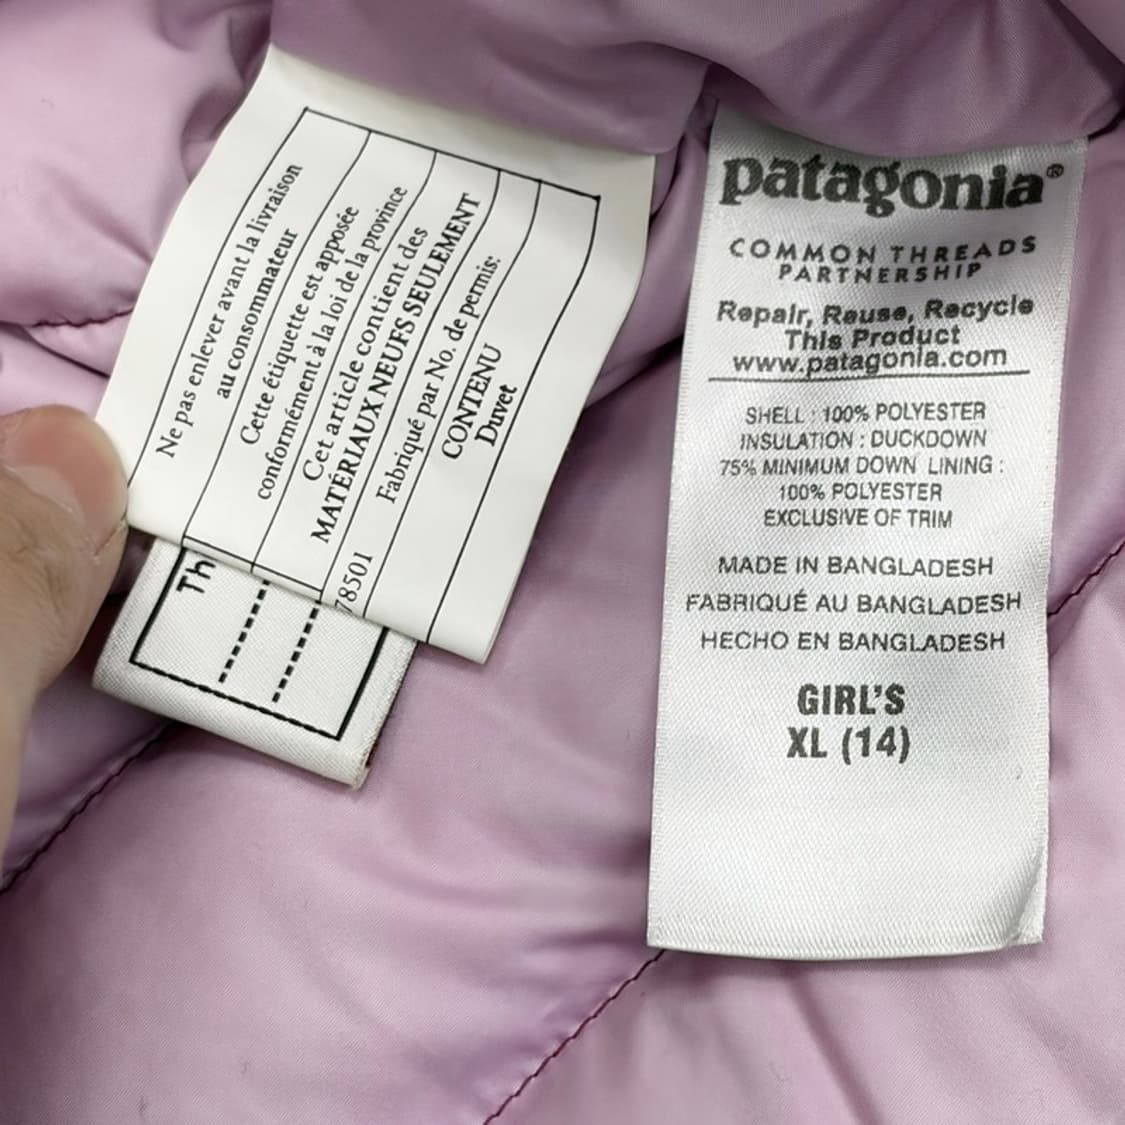 Ne pas enlever avant la livraison
au consommateur
Cette étiquette est apposée
conformément à la loi de la province
Cet article contient des
MATÉRIAUX NEUFS SEULEMENT
Fabriqué par No. de permis:
78501
CONTENU
Duvet
Th
patagonia®
COMMON THREADS
PARTNERSHIP
Repair, Reuse, Recycle
This Product
www.patagonia.com
SHELL : 100% POLYESTER
INSULATION : DUCKDOWN
75% MINIMUM DOWN LINING :
100% POLYESTER
EXCLUSIVE OF TRIM
MADE IN BANGLADESH
FABRIQUÉ AU BANGLADESH
HECHO EN BANGLADESH
GIRL'S
XL (14)